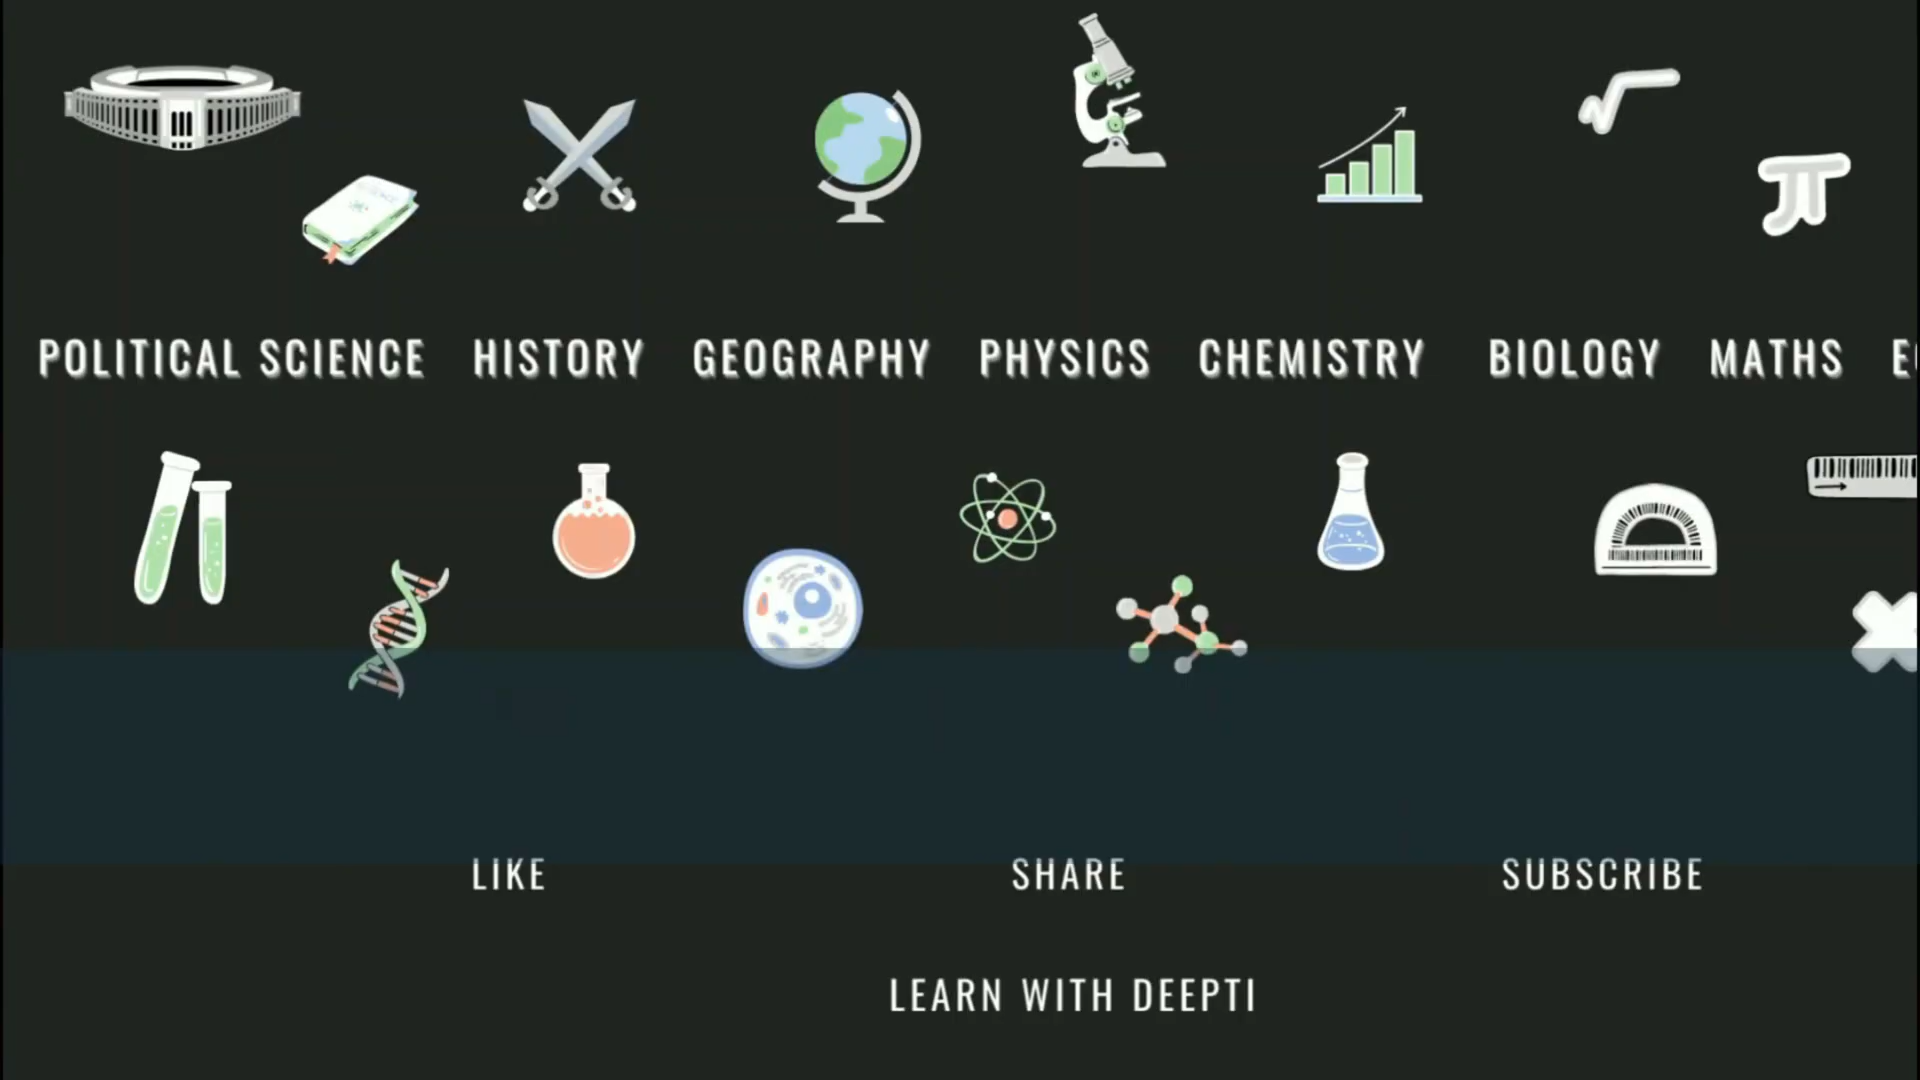 POLITICAL SCIENCE HISTORY GEOGRAPHY PHYSICS CHEMISTRY BIOLOGY MATHS
LIKE SHARE SUBSCRIBE
LEARN WITH DEEPTI